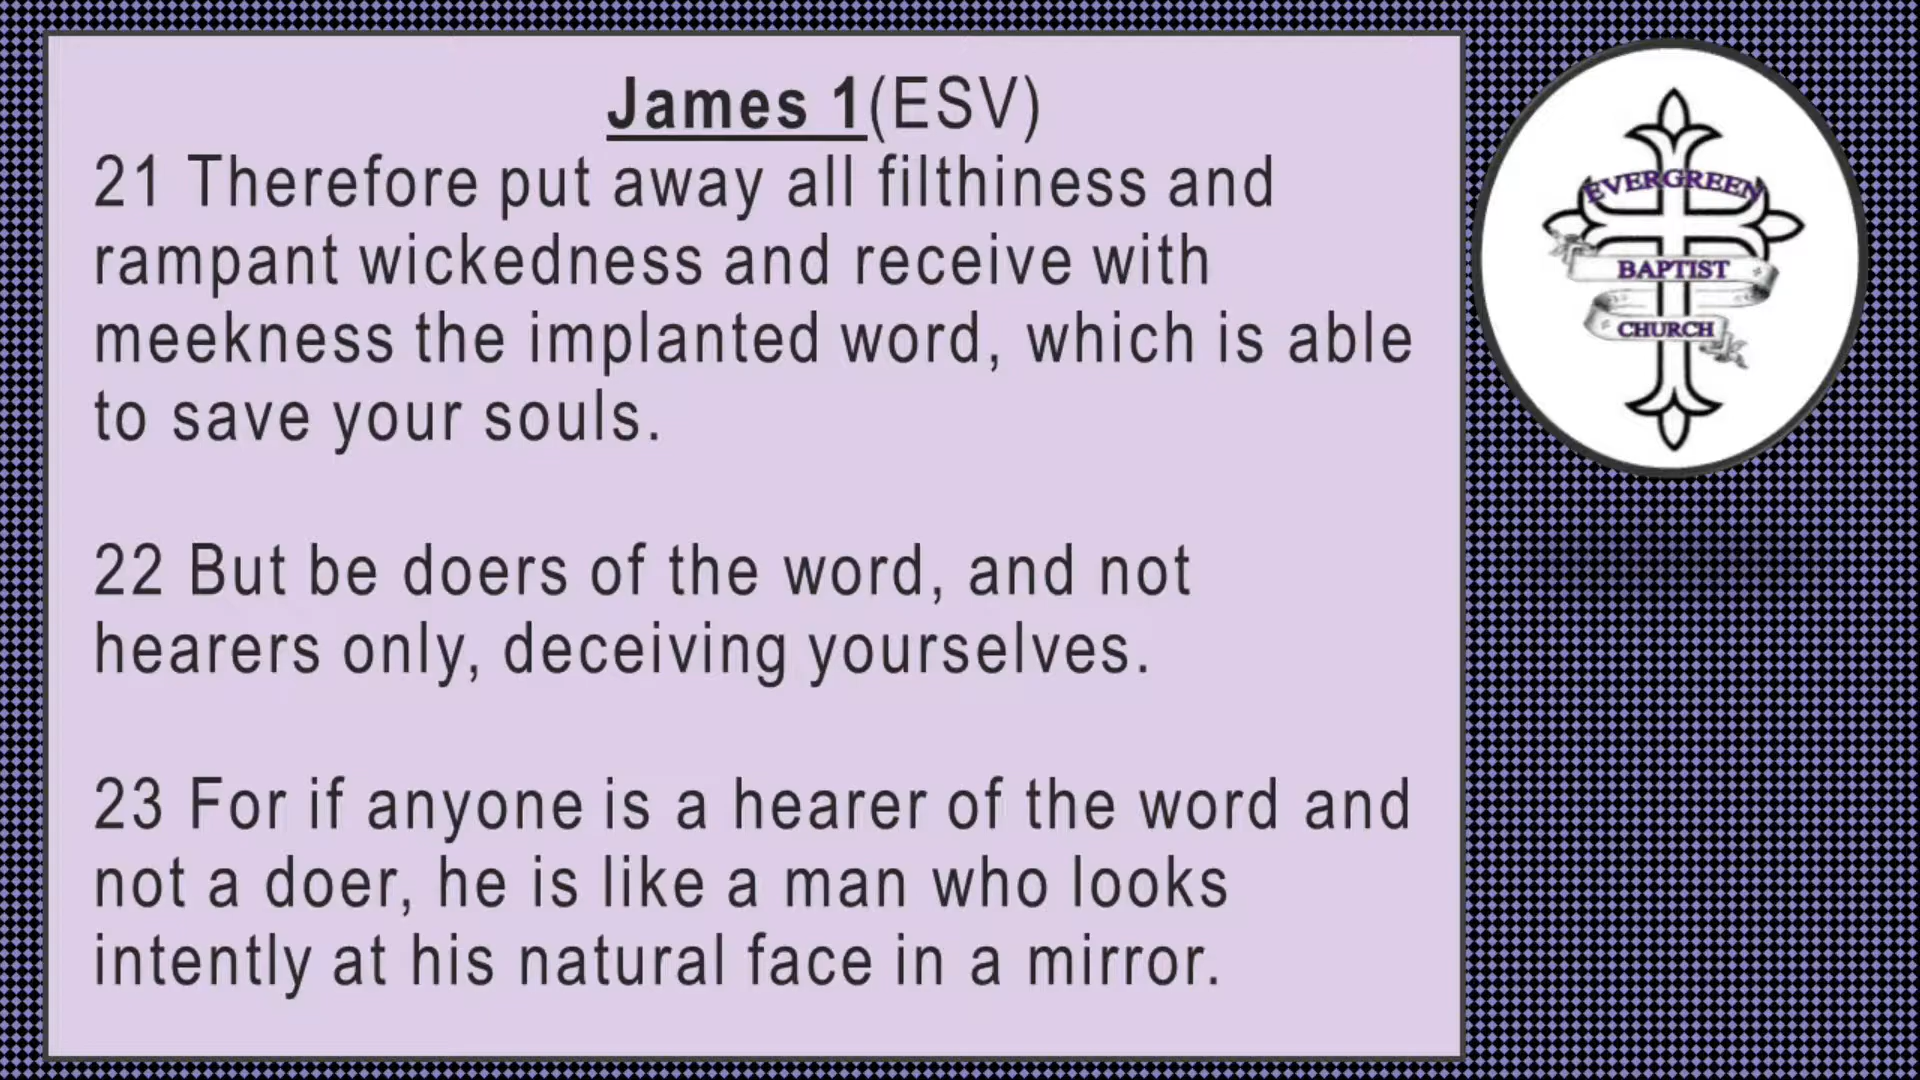 James 1(ESV)
21 Therefore put away all filthiness and
rampant wickedness and receive with
meekness the implanted word, which is able
to save your souls.
22 But be doers of the word, and not
hearers only, deceiving yourselves.
23 For if anyone is a hearer of the word and
not a doer, he is like a man who looks
intently at his natural face in a mirror.
EVERGREEN
BAPTIST
CHURCH